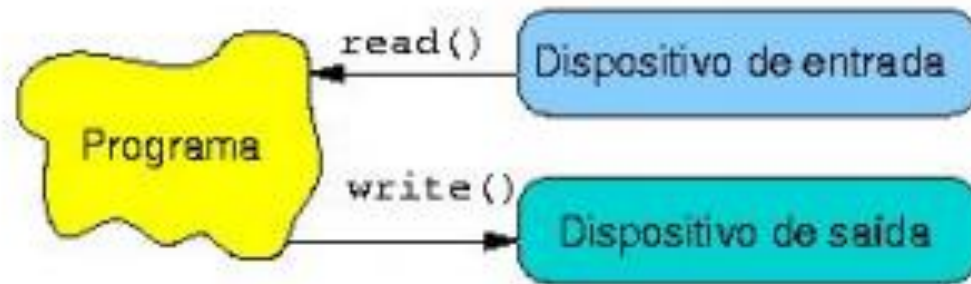 read()
Dispositivo de entrada
Programa
write()
Dispositivo de saída